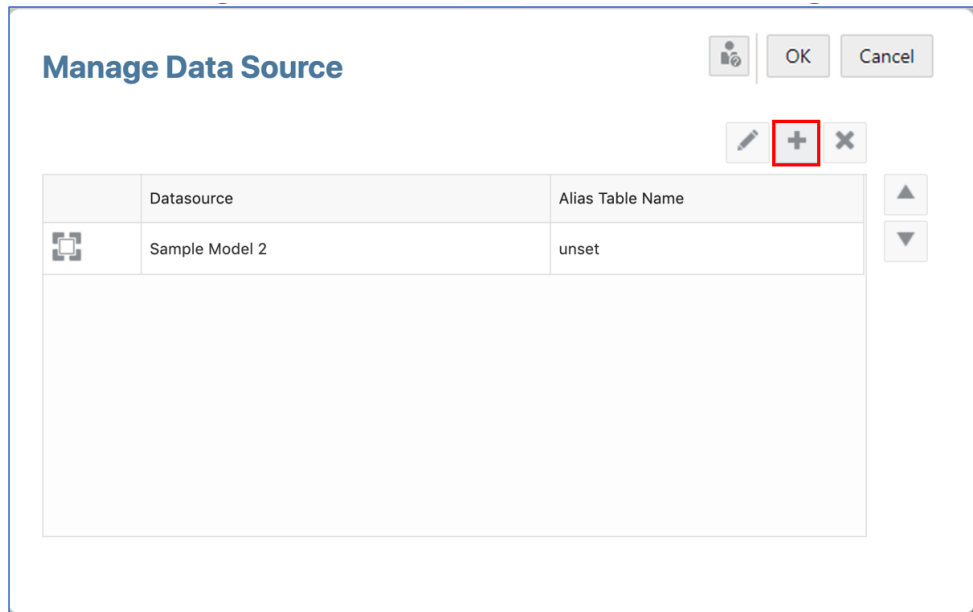 Manage Data Source
OK
Cancel
Datasource
Alias Table Name
Sample Model 2
unset